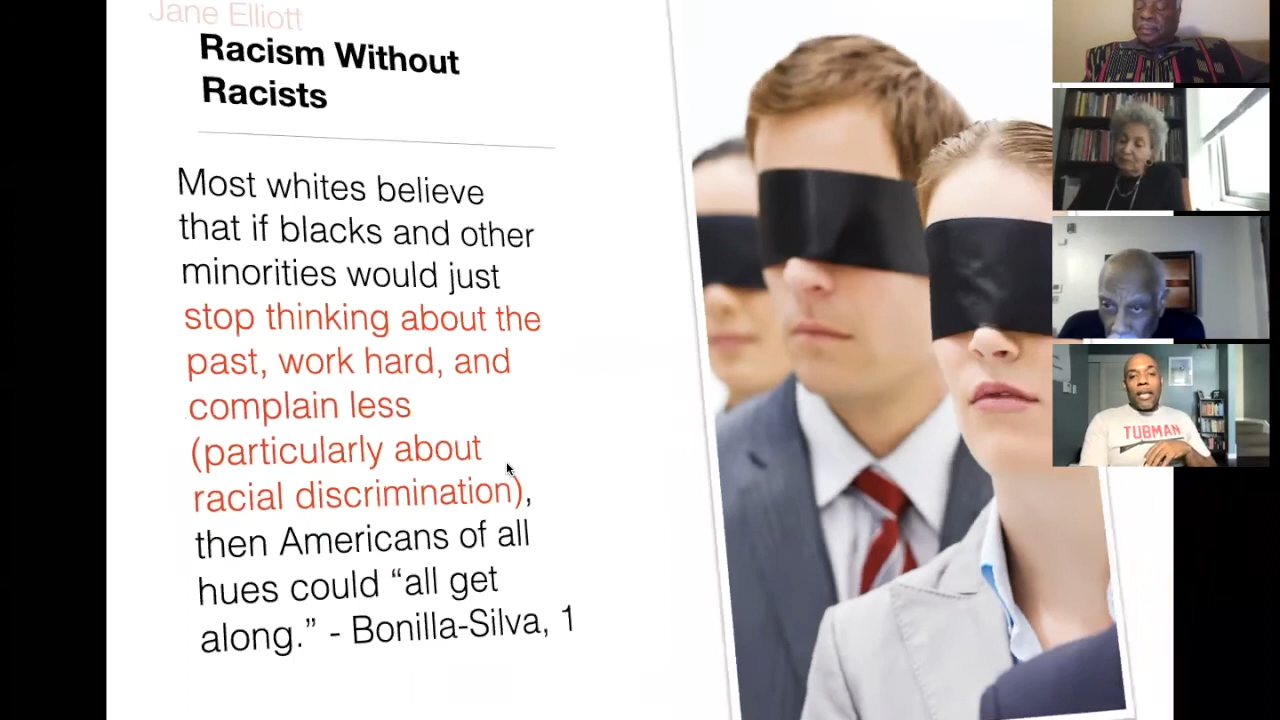 Jane Elliott
Racism Without
Racists
Most whites believe
that if blacks and other
minorities would just
stop thinking about the
past, work hard, and
complain less
(particularly about
racial discrimination),
then Americans of all
hues could “all get
along.” - Bonilla-Silva, 1
TUBMAN